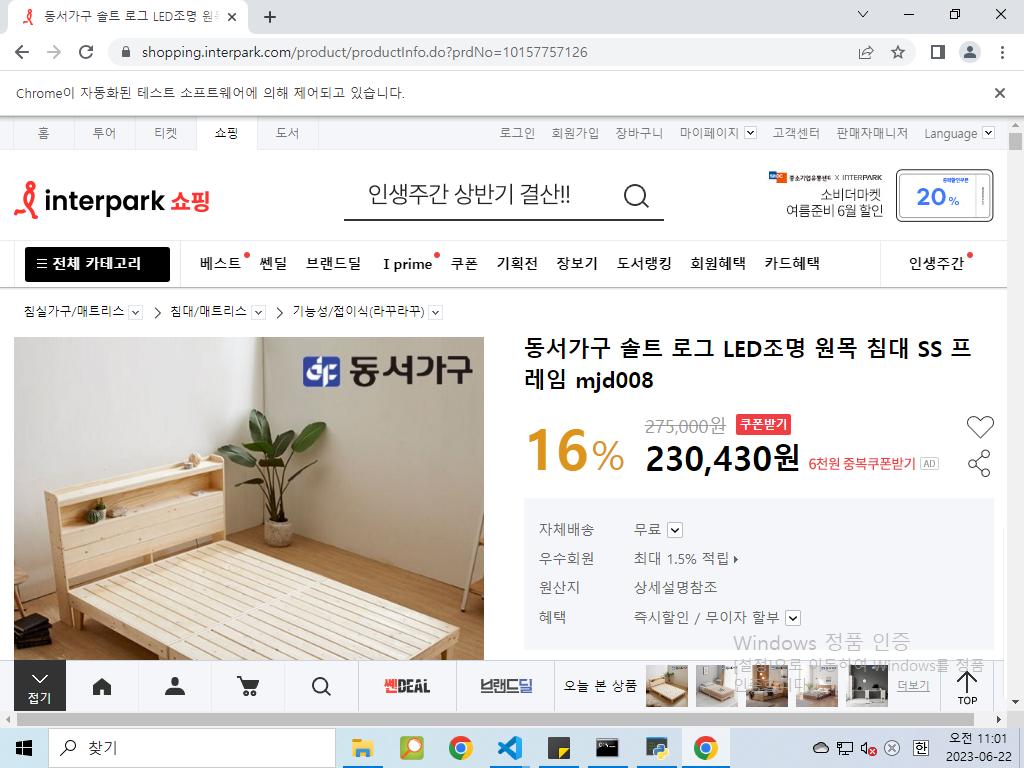 동서가구 솔트 로그 LED조명 원목
shopping.interpark.com/product/productInfo.do?prdNo=10157757126
Chrome이 자동화된 테스트 소프트웨어에 의해 제어되고 있습니다.
홈 투어 티켓 쇼핑 도서 로그인 회원가입 장바구니 마이페이지 고객센터 판매자매니저 Language
중소기업유통센터 X INTERPARK
interpark 쇼핑 인생주간 상반기 결산!! 소비더마켓
여름준비 6월 할인
20%
전체 카테고리 베스트 쎈딜 브랜드딜 I prime 쿠폰 기획전 장보기 도서랭킹 회원혜택 카드혜택 인생주간
침실가구/매트리스 침대/매트리스 기능성/접이식(라꾸라꾸)
df 동서가구
동서가구 솔트 로그 LED조명 원목 침대 SS 프
레임 mjd008
275,000원 쿠폰받기
16% 230,430원 6천원 중복쿠폰받기 AD
자체배송 무료
우수회원 최대 1.5% 적립
원산지 상세설명참조
혜택 즉시할인 / 무이자 할부
Windows 정품 인증
[설정]으로 이동하여 Windows를 정품
접기 쎈DEAL 브랜드딜 오늘 본 상품 더보기 TOP
찾기 한 오전 11:01
2023-06-22